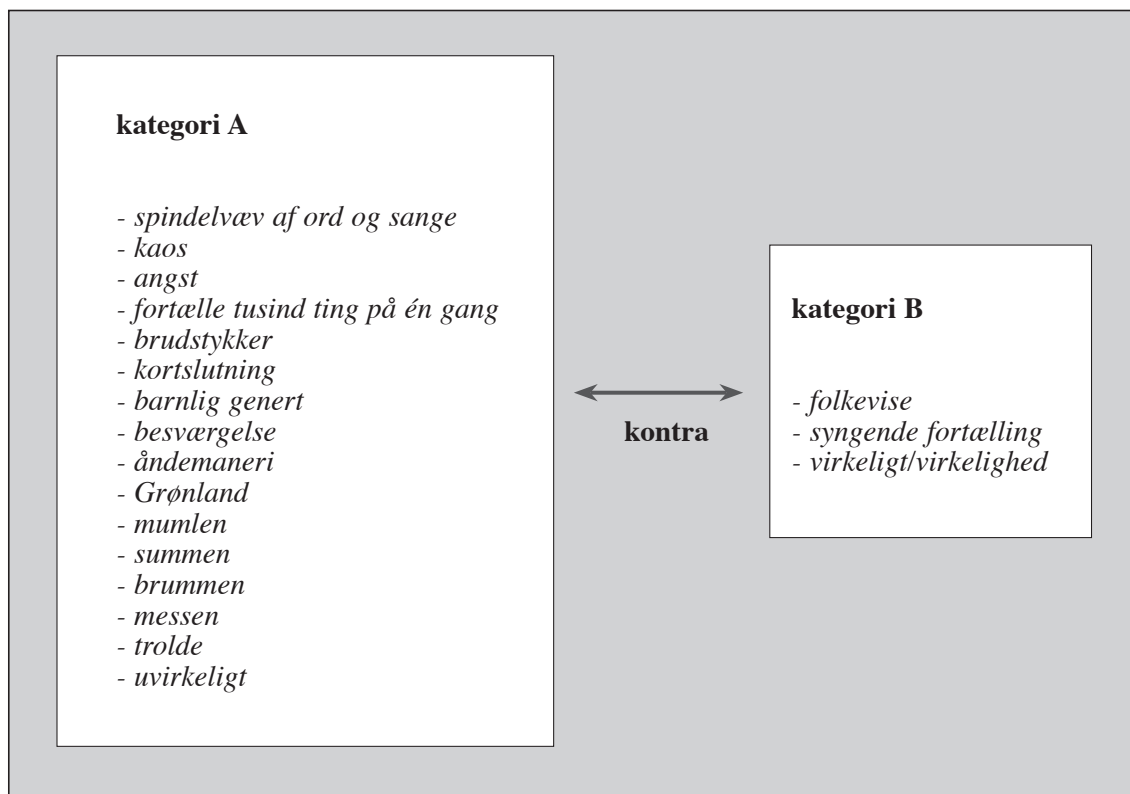 kategori A
- spindelvæv af ord og sange
- kaos
- angst
- fortælle tusind ting på én gang
- brudstykker
- kortslutning
- barnlig genert
- besværgelse
- åndemaneri
- Grønland
- mumlen
- summen
- brummen
- messen
- trolde
- uvirkeligt
kontra
kategori B
- folkevise
- syngende fortælling
- virkeligt/virkelighed